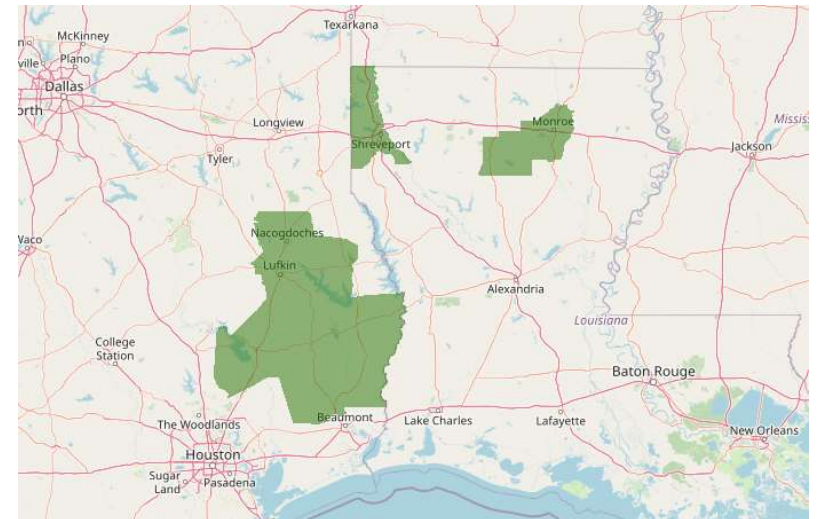 Texarkana
McKinney
n
ville
Plano
Dallas
orth
Longview
Monroe
Mississ
Shreveport
Jackson
Tyler
Nacogdoches
Waco
Lufkin
Alexandria
Louisiana
College
Station
Baton Rouge
Beaumont
Lake Charles
Lafayette
The Woodlands
New Orleans
Houston
Sugar
Land
Pasadena